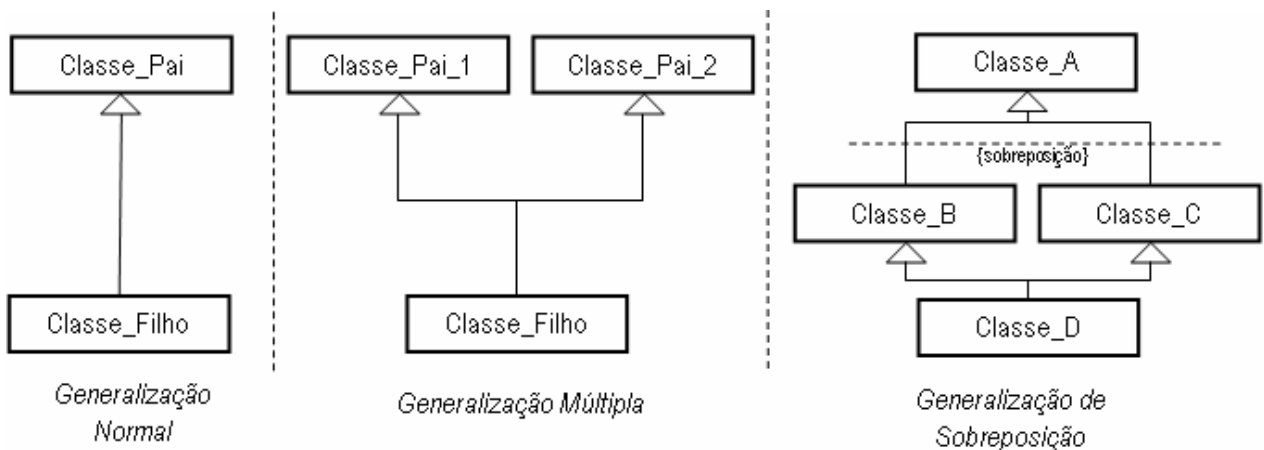 Classe_Pai
Classe_Filho
Generalização
Normal
Classe_Pai_1
Classe_Pai_2
Classe_Filho
Generalização Múltipla
Classe_A
{sobreposição}
Classe_B
Classe_C
Classe_D
Generalização de
Sobreposição